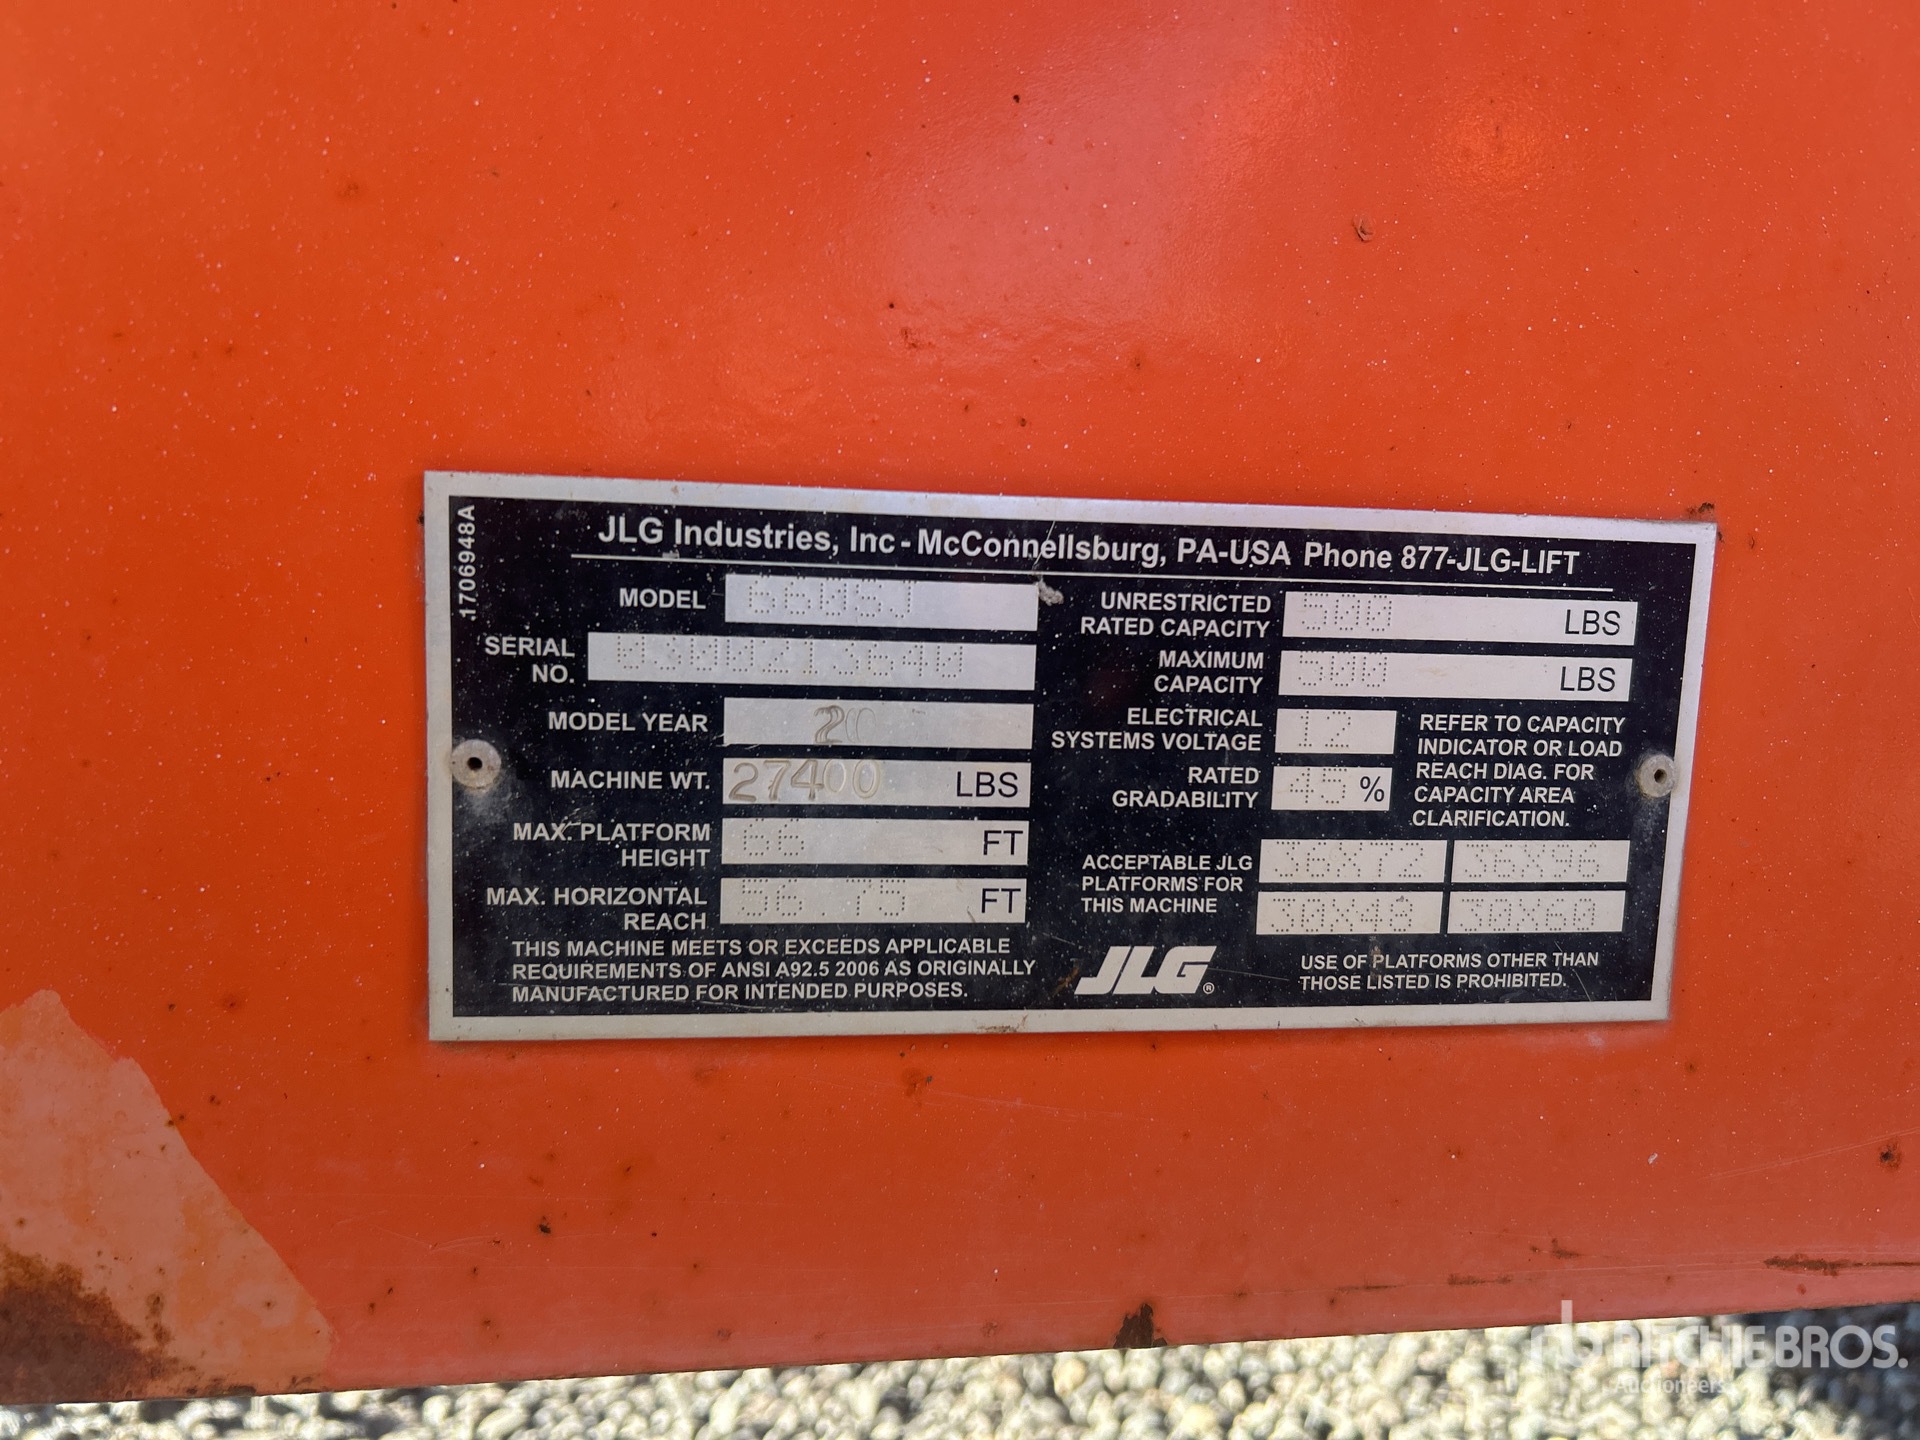 1706948A
JLG Industries, Inc - McConnellsburg, PA-USA Phone 877-JLG-LIFT
MODEL 660SJ
SERIAL NO. 0300213640
MODEL YEAR
MACHINE WT. 27400 LBS
MAX. PLATFORM HEIGHT 66 FT
MAX. HORIZONTAL REACH 56.75 FT
THIS MACHINE MEETS OR EXCEEDS APPLICABLE
REQUIREMENTS OF ANSI A92.5 2006 AS ORIGINALLY
MANUFACTURED FOR INTENDED PURPOSES.
UNRESTRICTED
RATED CAPACITY 500 LBS
MAXIMUM
CAPACITY 500 LBS
ELECTRICAL
SYSTEMS VOLTAGE 12
RATED
GRADABILITY 45 %
REFER TO CAPACITY
INDICATOR OR LOAD
REACH DIAG. FOR
CAPACITY AREA
CLARIFICATION.
ACCEPTABLE JLG
PLATFORMS FOR
THIS MACHINE
36X72 36X96
30X48 30X60
JLG®
USE OF PLATFORMS OTHER THAN
THOSE LISTED IS PROHIBITED.
rb RITCHIE BROS.
Auctioneers